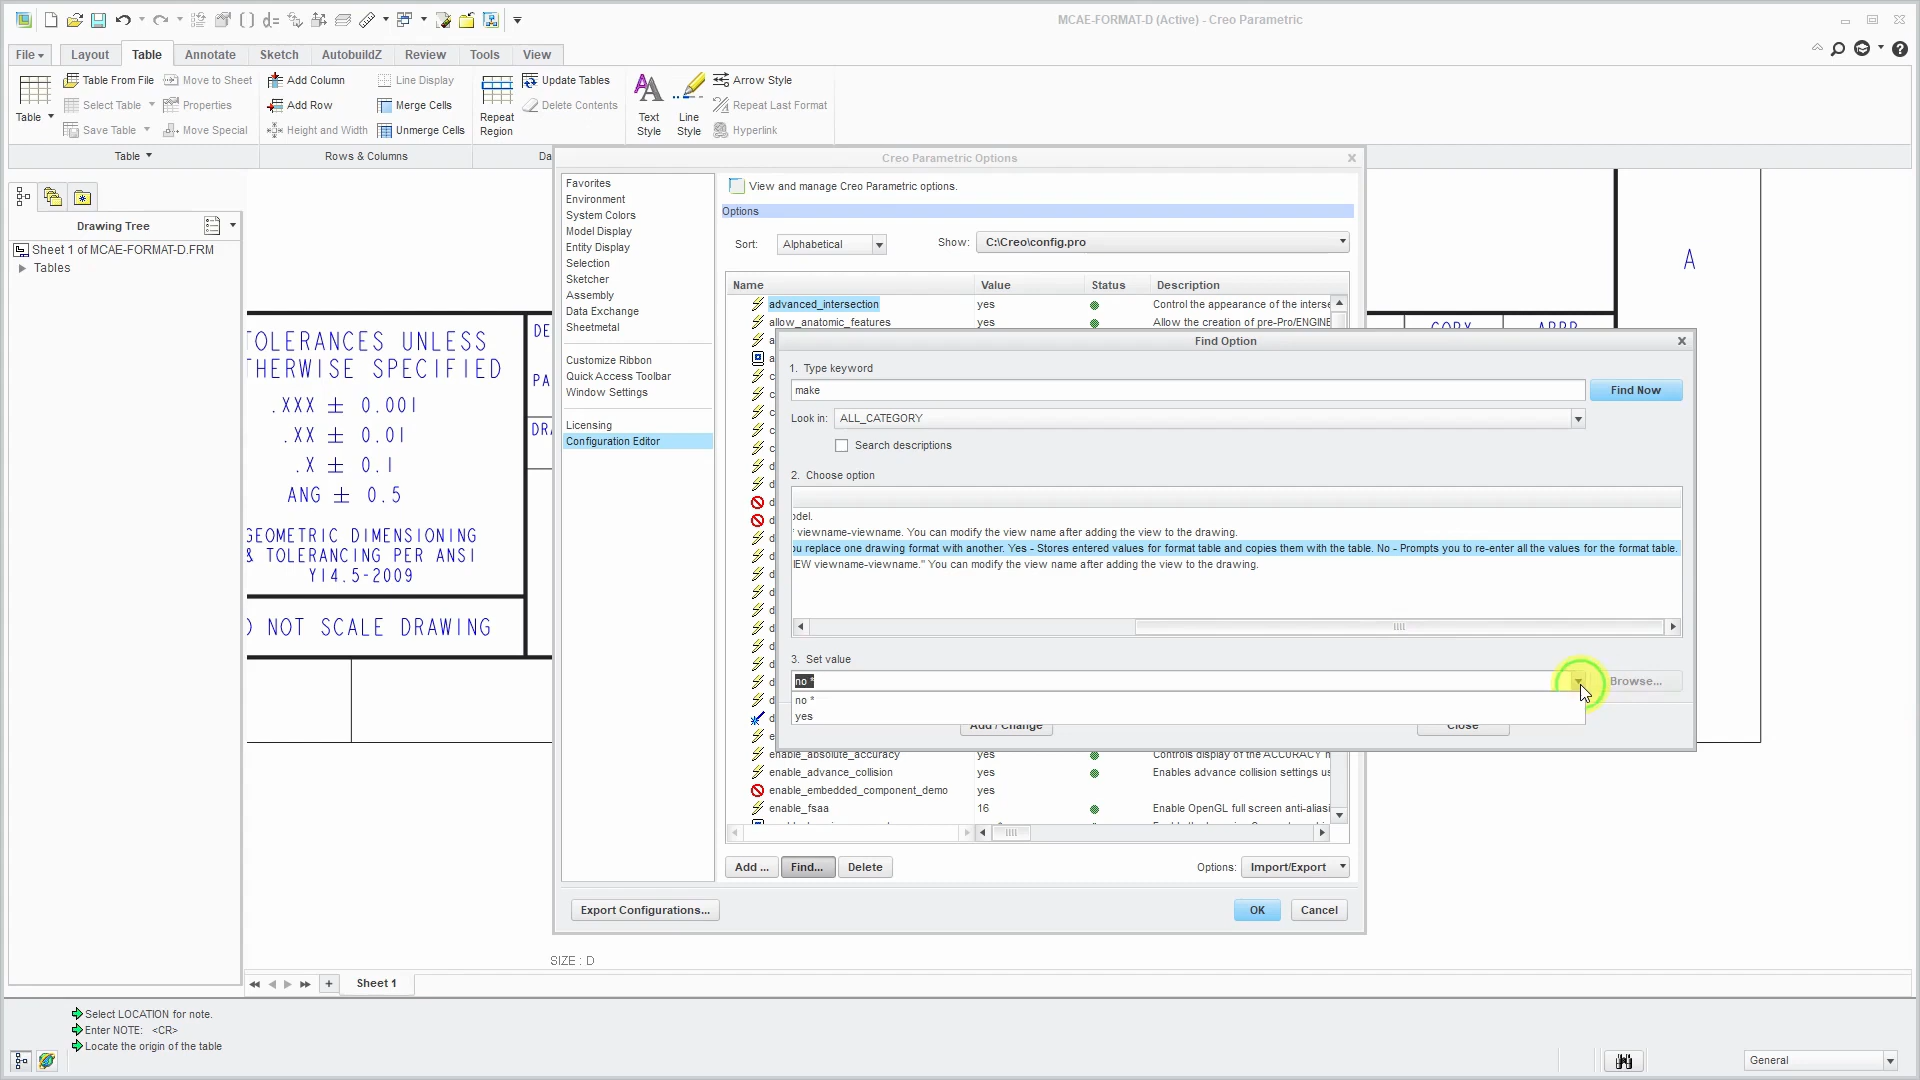 MCAE-FORMAT-D (Active) - Creo Parametric
File
Layout
Table
Annotate
Sketch
AutobuildZ
Review
Tools
View
Table
Table From File
Select Table
Save Table
Move to Sheet
Properties
Move Special
Add Column
Add Row
Height and Width
Line Display
Merge Cells
Unmerge Cells
Repeat
Region
Update Tables
Delete Contents
Text
Style
Line
Style
Arrow Style
Repeat Last Format
Hyperlink
Table
Rows & Columns
Da
Drawing Tree
Sheet 1 of MCAE-FORMAT-D.FRM
Tables
TOLERANCES UNLESS
THERWISE SPECIFIED
.XXX ± 0.001
.XX ± 0.01
.X ± 0.1
ANG ± 0.5
GEOMETRIC DIMENSIONING
& TOLERANCING PER ANSI
Y14.5-2009
O NOT SCALE DRAWING
DE
PA
DRA
A
SIZE : D
Creo Parametric Options
Favorites
Environment
System Colors
Model Display
Entity Display
Selection
Sketcher
Assembly
Data Exchange
Sheetmetal
Customize Ribbon
Quick Access Toolbar
Window Settings
Licensing
Configuration Editor
View and manage Creo Parametric options.
Options
Sort:
Alphabetical
Show:
C:\Creo\config.pro
Name
Value
Status
Description
advanced_intersection
yes
Control the appearance of the interse
allow_anatomic_features
yes
Allow the creation of pre-Pro/ENGINE
Find Option
1. Type keyword
make
Find Now
Look in:
ALL_CATEGORY
Search descriptions
2. Choose option
odel.
viewname-viewname. You can modify the view name after adding the view to the drawing.
ou replace one drawing format with another. Yes - Stores entered values for format table and copies them with the table. No - Prompts you to re-enter all the values for the format table.
IEW viewname-viewname." You can modify the view name after adding the view to the drawing.
3. Set value
no *
Browse...
no *
yes
Add / Change
Close
enable_absolute_accuracy
yes
Controls display of the ACCURACY
enable_advance_collision
yes
Enables advance collision settings us
enable_embedded_component_demo
yes
enable_fsaa
16
Enable OpenGL full screen anti-aliasi
Add ...
Find...
Delete
Options:
Import/Export
Export Configurations...
OK
Cancel
Sheet 1
Select LOCATION for note.
Enter NOTE: <CR>
Locate the origin of the table
General